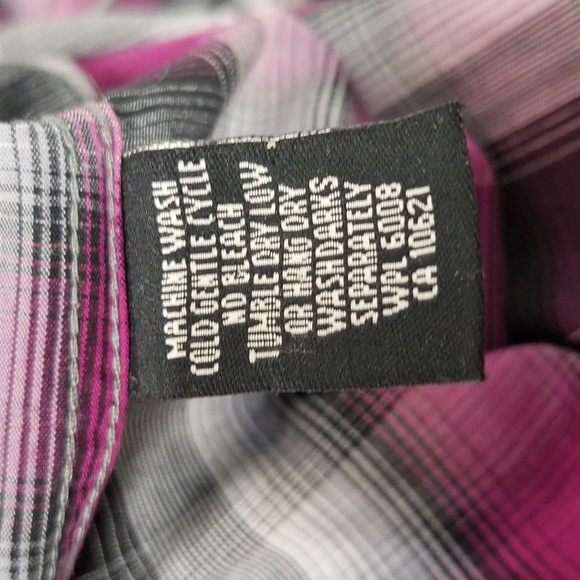 MACHINE WASH
COLD GENTLE CYCLE
NO BLEACH
TUMBLE DRY LOW
OR HANG DRY
WASH DARKS
SEPARATELY
WPL 6008
CA 10621